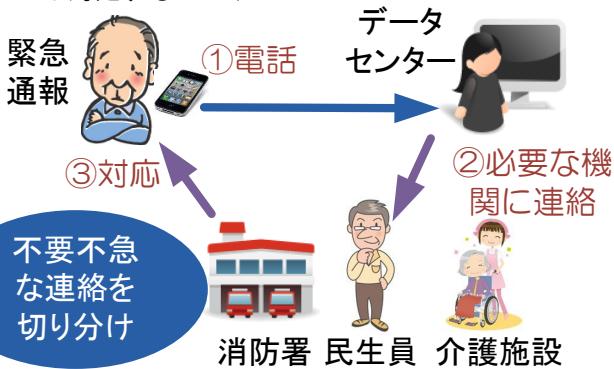 データ
センター
緊急
通報
①電話
③対応
②必要な機
関に連絡
不要不急
な連絡を
切り分け
消防署 民生員 介護施設